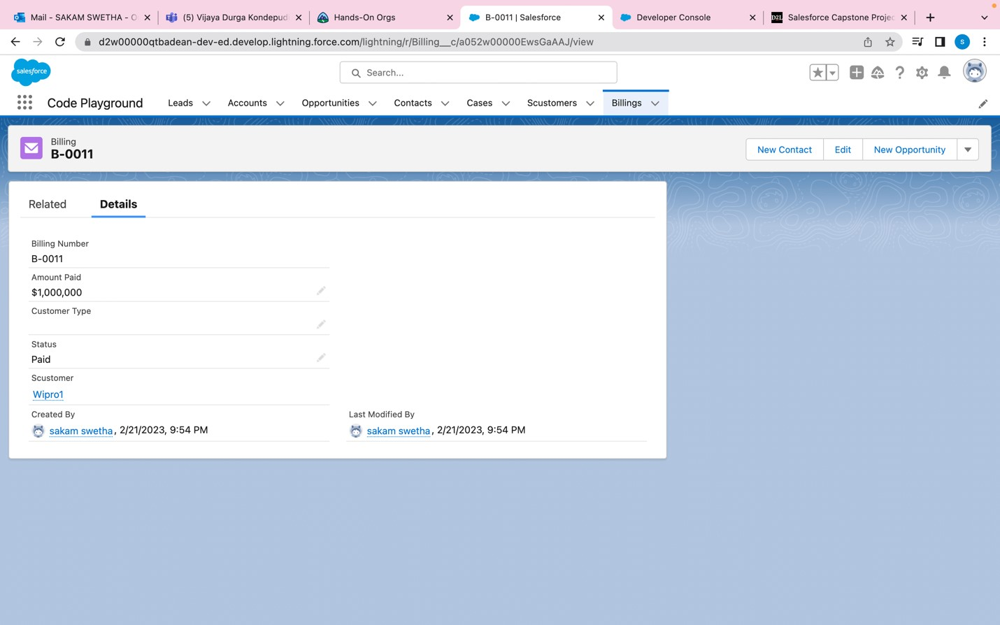 Mail - SAKAM SWETHA - O
(5) Vijaya Durga Kondepudi
Hands-On Orgs
B-0011 | Salesforce
Developer Console
D2L
Salesforce Capstone Projec
d2w00000qtbadean-dev-ed.develop.lightning.force.com/lightning/r/Billing__c/a052w00000EwsGaAAJ/view
S
salesforce
Search...
Code Playground
Leads
Accounts
Opportunities
Contacts
Cases
Scustomers
Billings
Billing
B-0011
New Contact
Edit
New Opportunity
Related
Details
Billing Number
B-0011
Amount Paid
$1,000,000
Customer Type
Status
Paid
Scustomer
Wipro1
Created By
sakam swetha, 2/21/2023, 9:54 PM
Last Modified By
sakam swetha, 2/21/2023, 9:54 PM